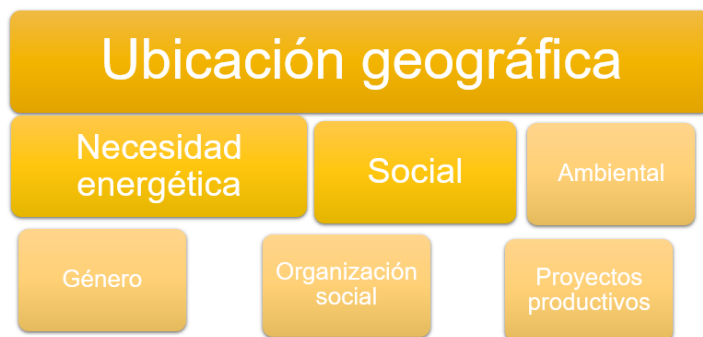 Ubicación geográfica
Necesidad
energética
Social
Ambiental
Género
Organización
social
Proyectos
productivos